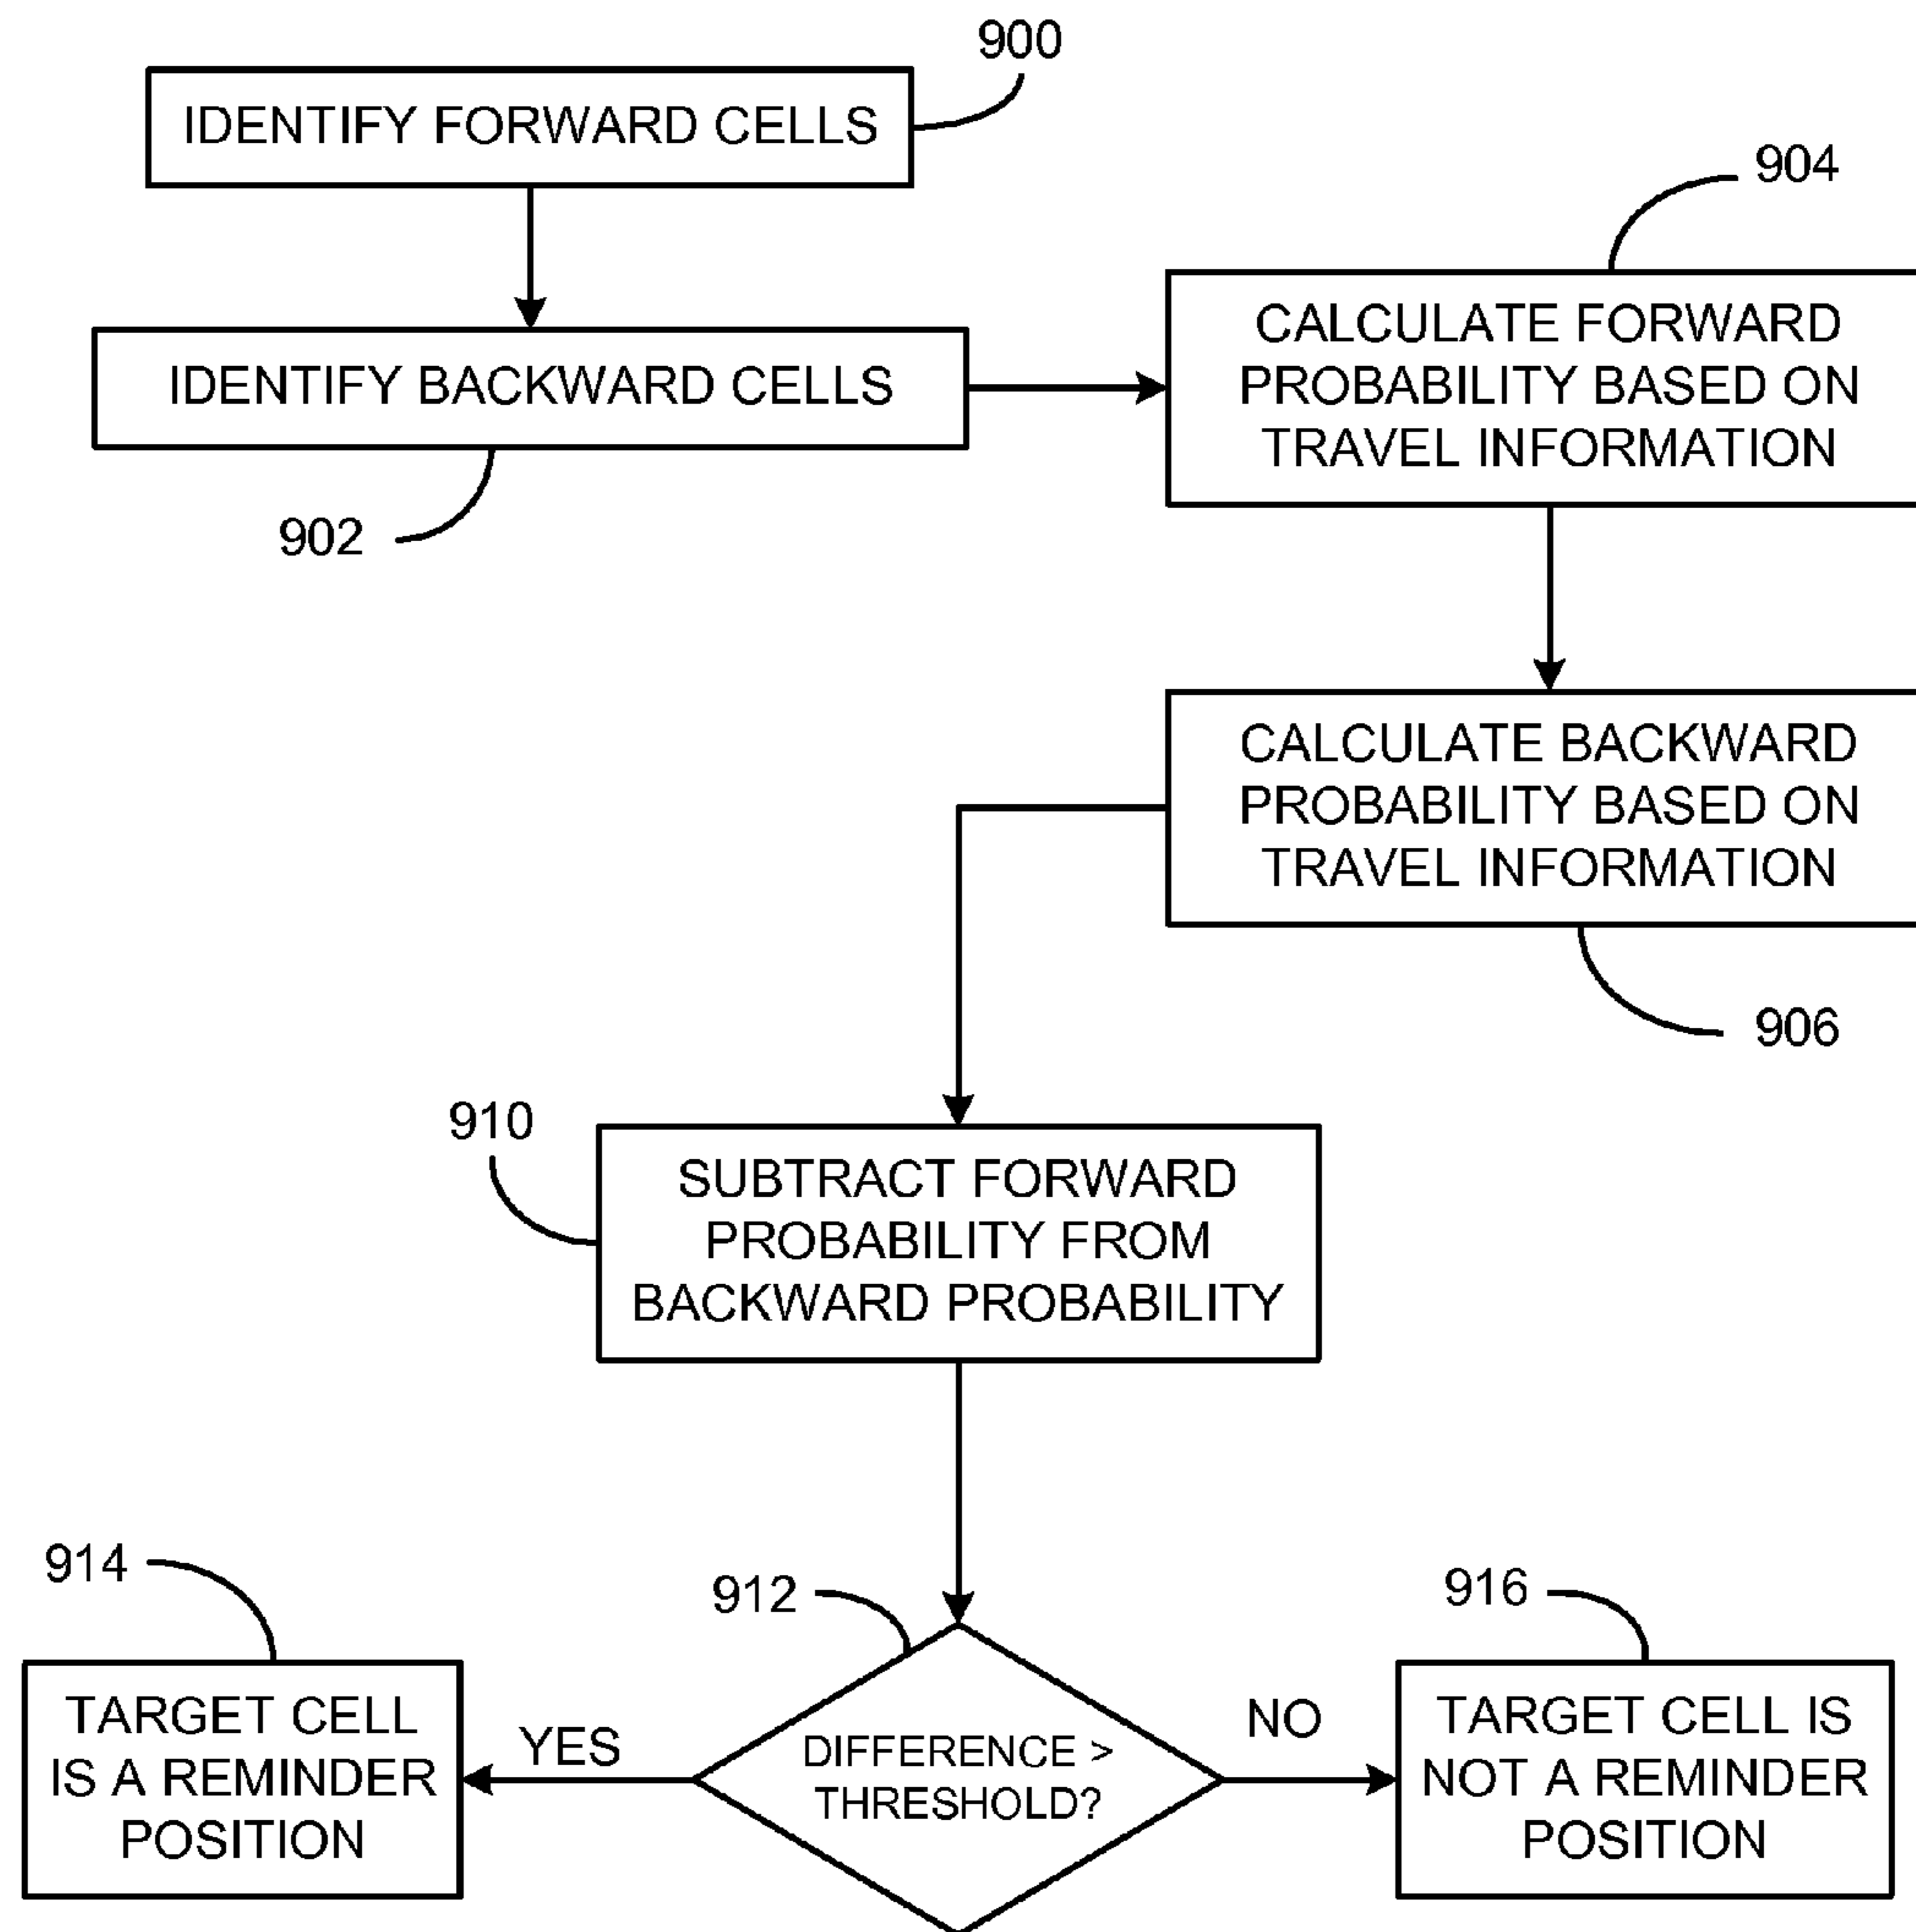 900
IDENTIFY FORWARD CELLS
904
CALCULATE FORWARD
PROBABILITY BASED ON
TRAVEL INFORMATION
IDENTIFY BACKWARD CELLS
902
CALCULATE BACKWARD
PROBABILITY BASED ON
TRAVEL INFORMATION
906
910
SUBTRACT FORWARD
PROBABILITY FROM
BACKWARD PROBABILITY
914
912
916
TARGET CELL
IS A REMINDER
POSITION
YES
DIFFERENCE >
THRESHOLD?
NO
TARGET CELL IS
NOT A REMINDER
POSITION